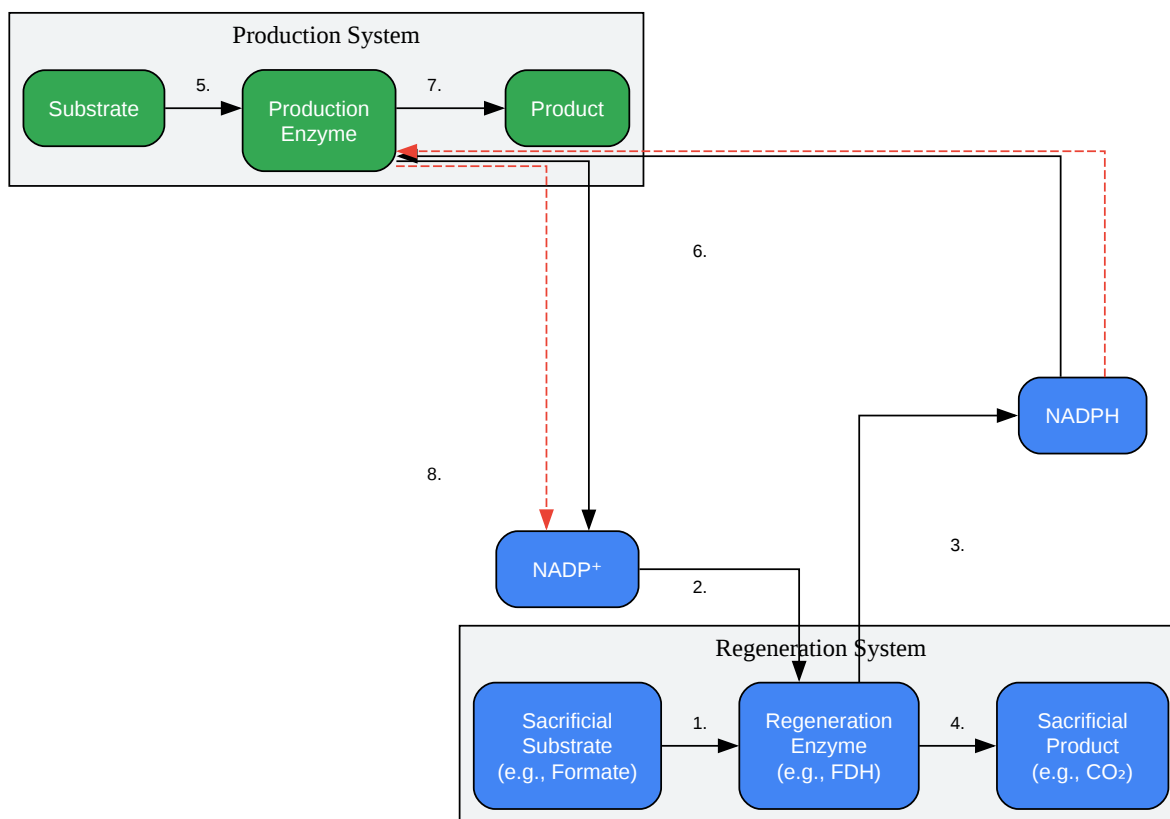 Production System
Substrate
5.
Production
Enzyme
7.
Product
6.
NADPH
8.
3.
NADP⁺
2.
Regeneration System
Sacrificial
Substrate
(e.g., Formate)
1.
Regeneration
Enzyme
(e.g., FDH)
4.
Sacrificial
Product
(e.g., CO₂)